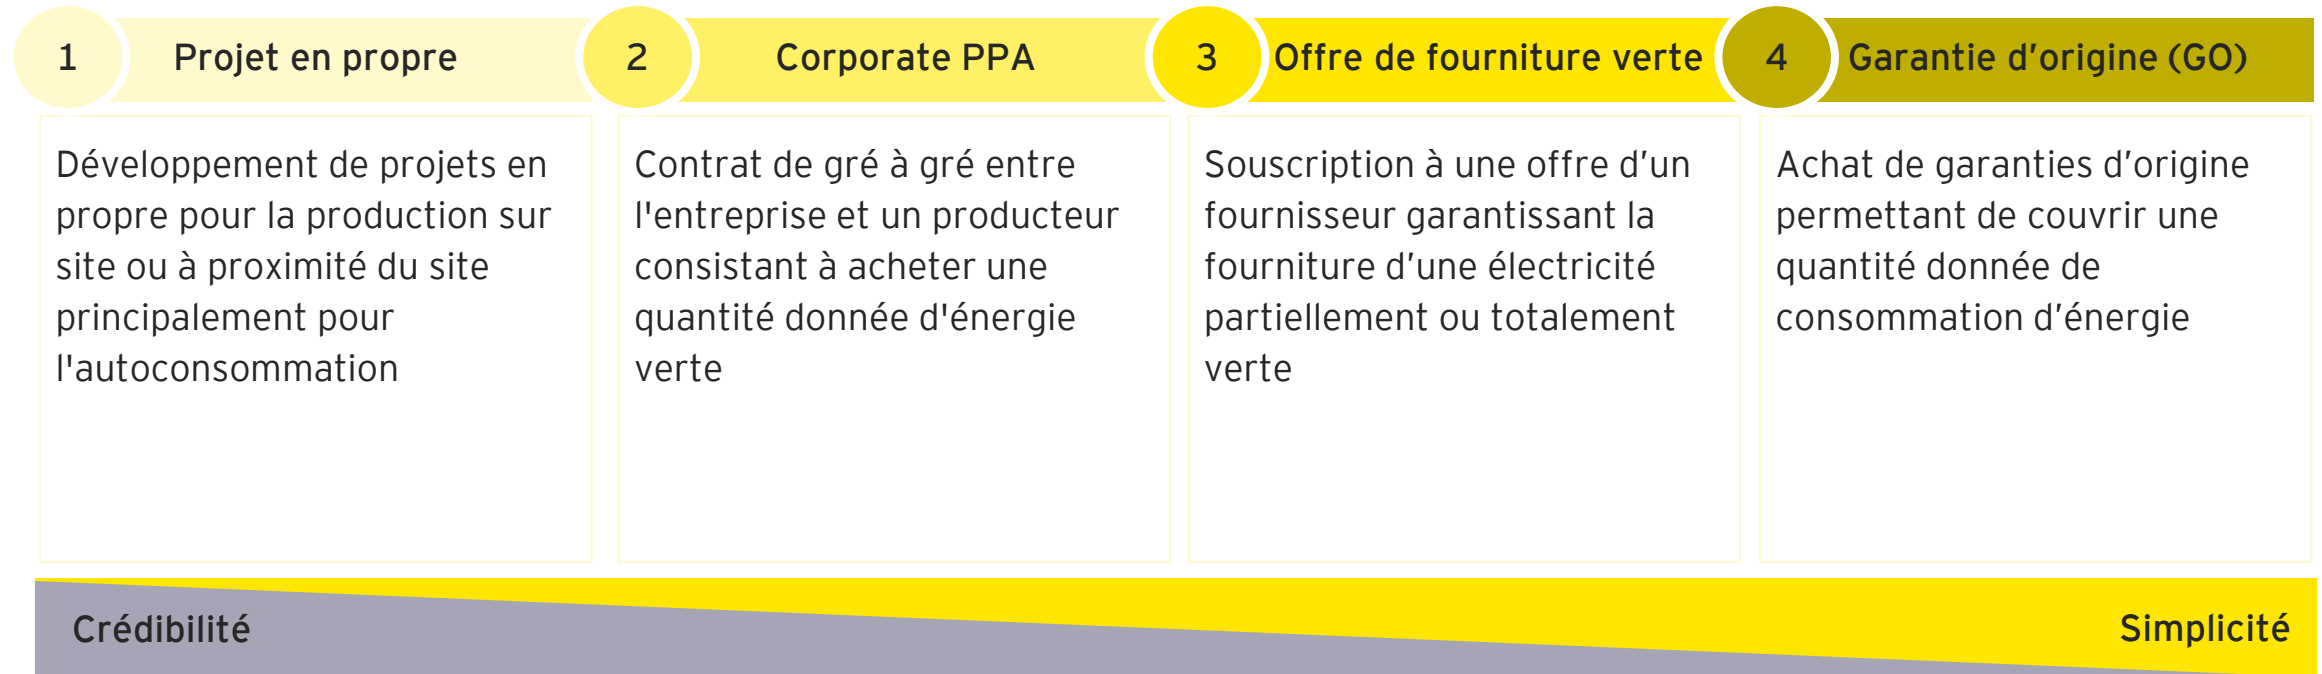 1
Projet en propre
2
Corporate PPA
3
Offre de fourniture verte
4
Garantie d’origine (GO)
Développement de projets en
propre pour la production sur
site ou à proximité du site
principalement pour
l'autoconsommation
Contrat de gré à gré entre
l'entreprise et un producteur
consistant à acheter une
quantité donnée d'énergie
verte
Souscription à une offre d’un
fournisseur garantissant la
fourniture d’une électricité
partiellement ou totalement
verte
Achat de garanties d’origine
permettant de couvrir une
quantité donnée de
consommation d’énergie
Crédibilité
Simplicité